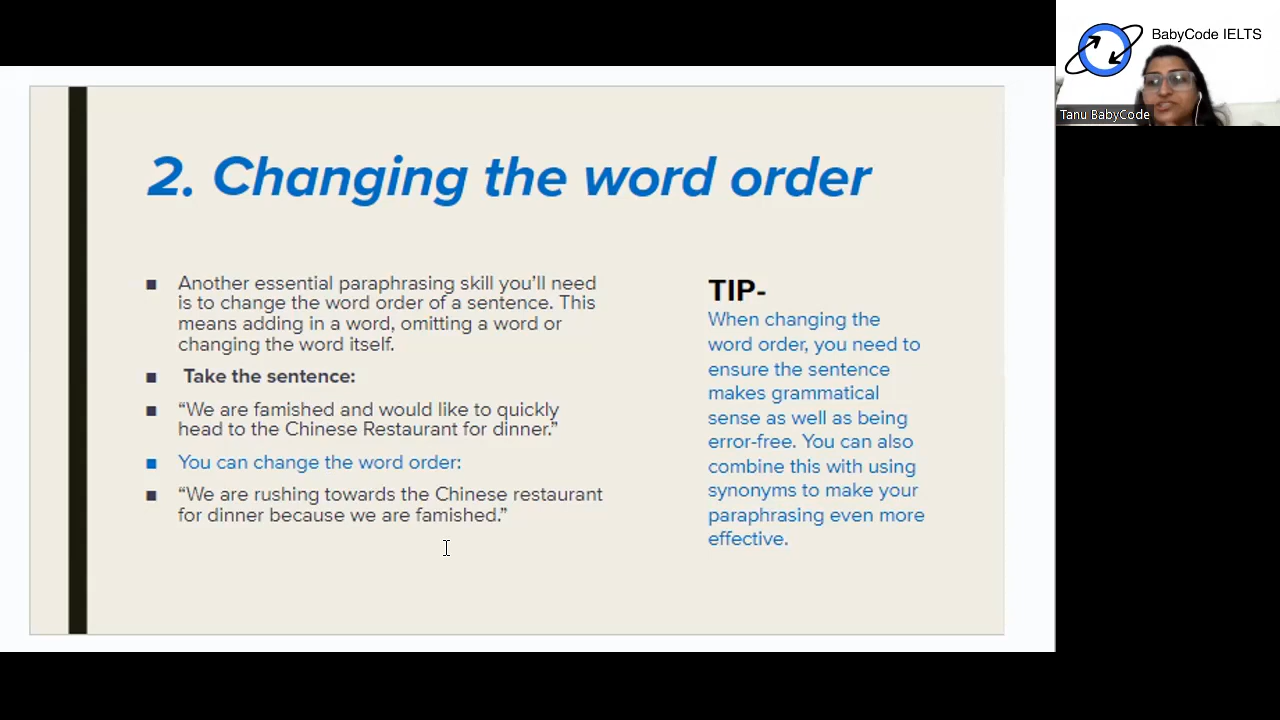 BabyCode IELTS
Tanu BabyCode
2. Changing the word order
■ Another essential paraphrasing skill you'll need
is to change the word order of a sentence. This
means adding in a word, omitting a word or
changing the word itself.
■ Take the sentence:
■ “We are famished and would like to quickly
head to the Chinese Restaurant for dinner.”
■ You can change the word order:
■ “We are rushing towards the Chinese restaurant
for dinner because we are famished.”
TIP-
When changing the
word order, you need to
ensure the sentence
makes grammatical
sense as well as being
error-free. You can also
combine this with using
synonyms to make your
paraphrasing even more
effective.